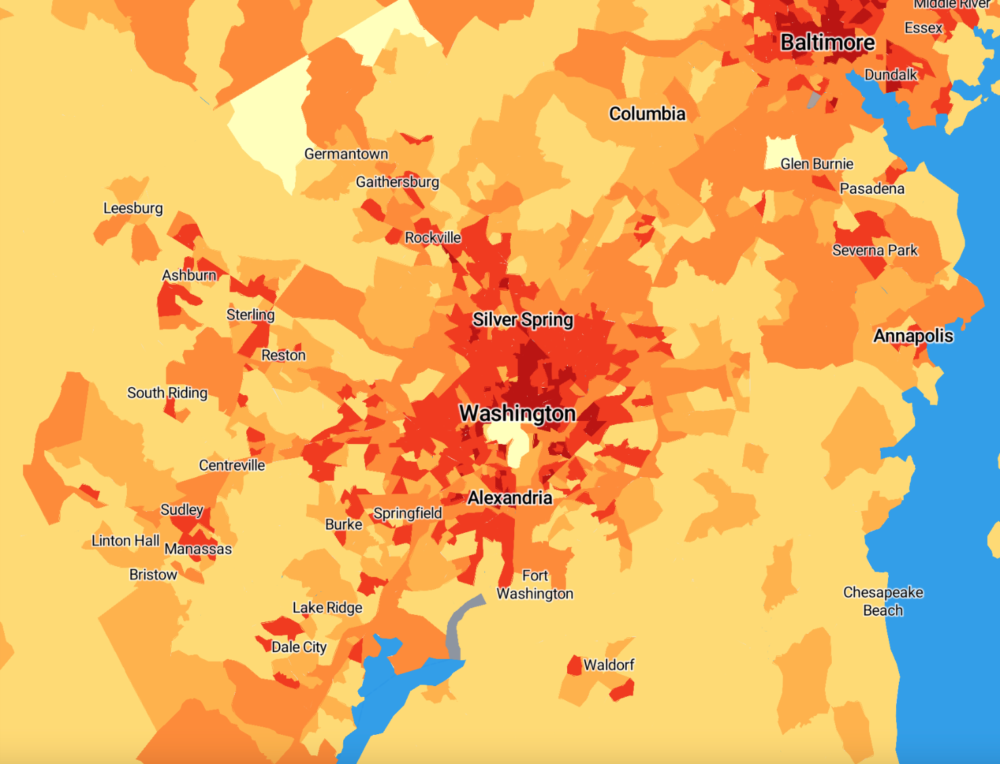 Middle River
Essex
Baltimore
Dundalk
Columbia
Germantown
Glen Burnie
Gaithersburg
Pasadena
Leesburg
Rockville
Severna Park
Ashburn
Sterling
Silver Spring
Annapolis
Reston
South Riding
Washington
Centreville
Alexandria
Sudley
Springfield
Burke
Linton Hall
Manassas
Bristow
Fort
Washington
Chesapeake
Beach
Lake Ridge
Dale City
Waldorf